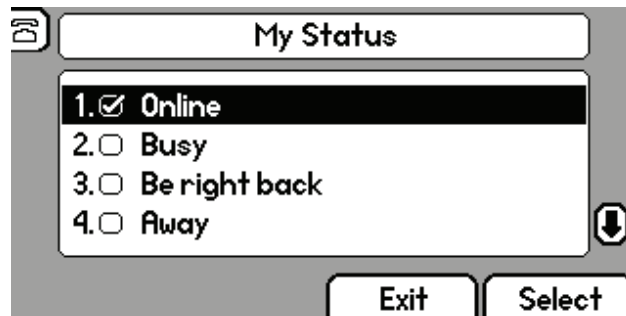 My Status
1. Online
2. Busy
3. Be right back
4. Away
Exit Select